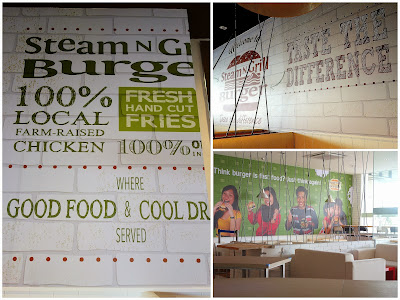 Steam N Gri
Burge
100%
LOCAL
FARM-RAISED
CHICKEN
FRESH
HAND CUT
FRIES
100%
WHERE
GOOD FOOD & COOL DR
SERVED
Steam N Grill
Burge
TASTE THE
DIFFERENCE
Think burger is fast food?